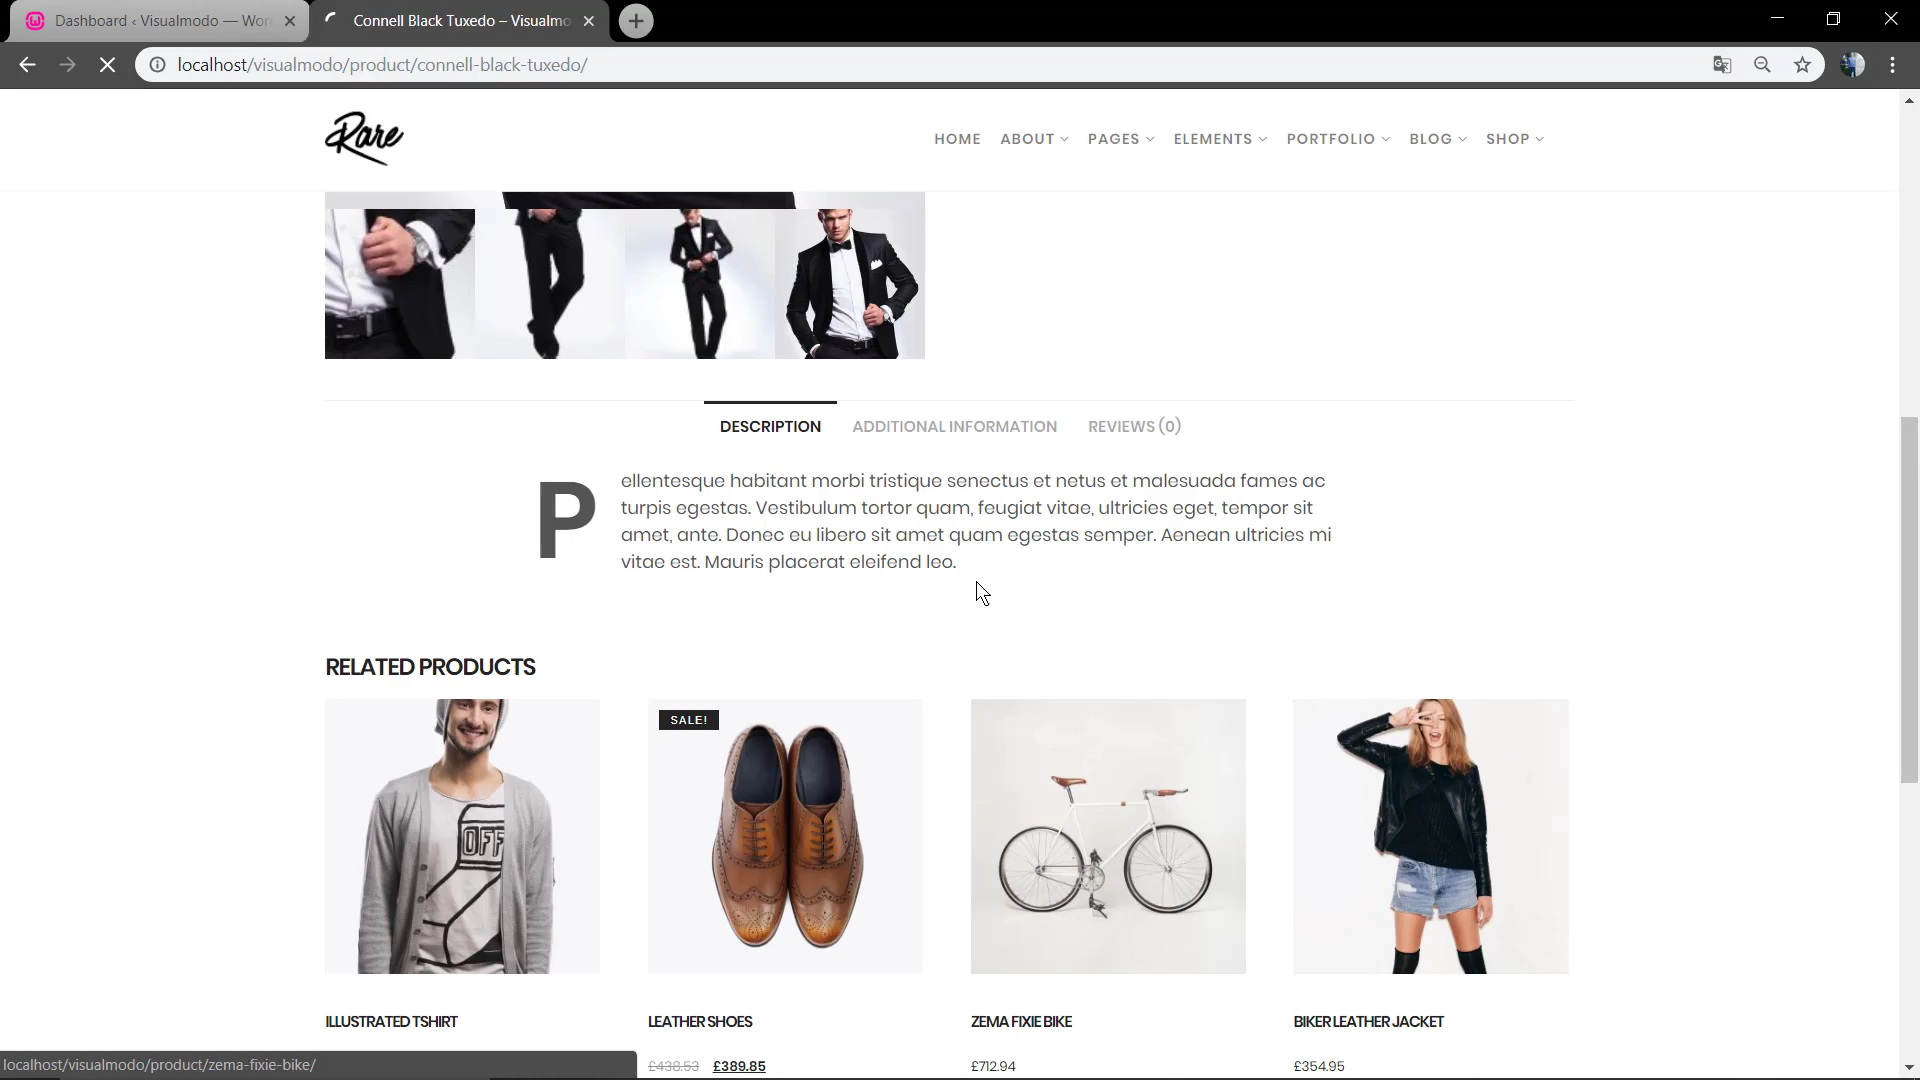 Dashboard ‹ Visualmodo — Wor
Connell Black Tuxedo – Visualmo
localhost/visualmodo/product/connell-black-tuxedo/
Rare
HOME ABOUT PAGES ELEMENTS PORTFOLIO BLOG SHOP
DESCRIPTION ADDITIONAL INFORMATION REVIEWS (0)
Pellentesque habitant morbi tristique senectus et netus et malesuada fames ac
turpis egestas. Vestibulum tortor quam, feugiat vitae, ultricies eget, tempor sit
amet, ante. Donec eu libero sit amet quam egestas semper. Aenean ultricies mi
vitae est. Mauris placerat eleifend leo.
RELATED PRODUCTS
SALE!
OFF
ILLUSTRATED TSHIRT LEATHER SHOES ZEMA FIXIE BIKE BIKER LEATHER JACKET
£438.53 £389.85 £712.94 £354.95
localhost/visualmodo/product/zema-fixie-bike/